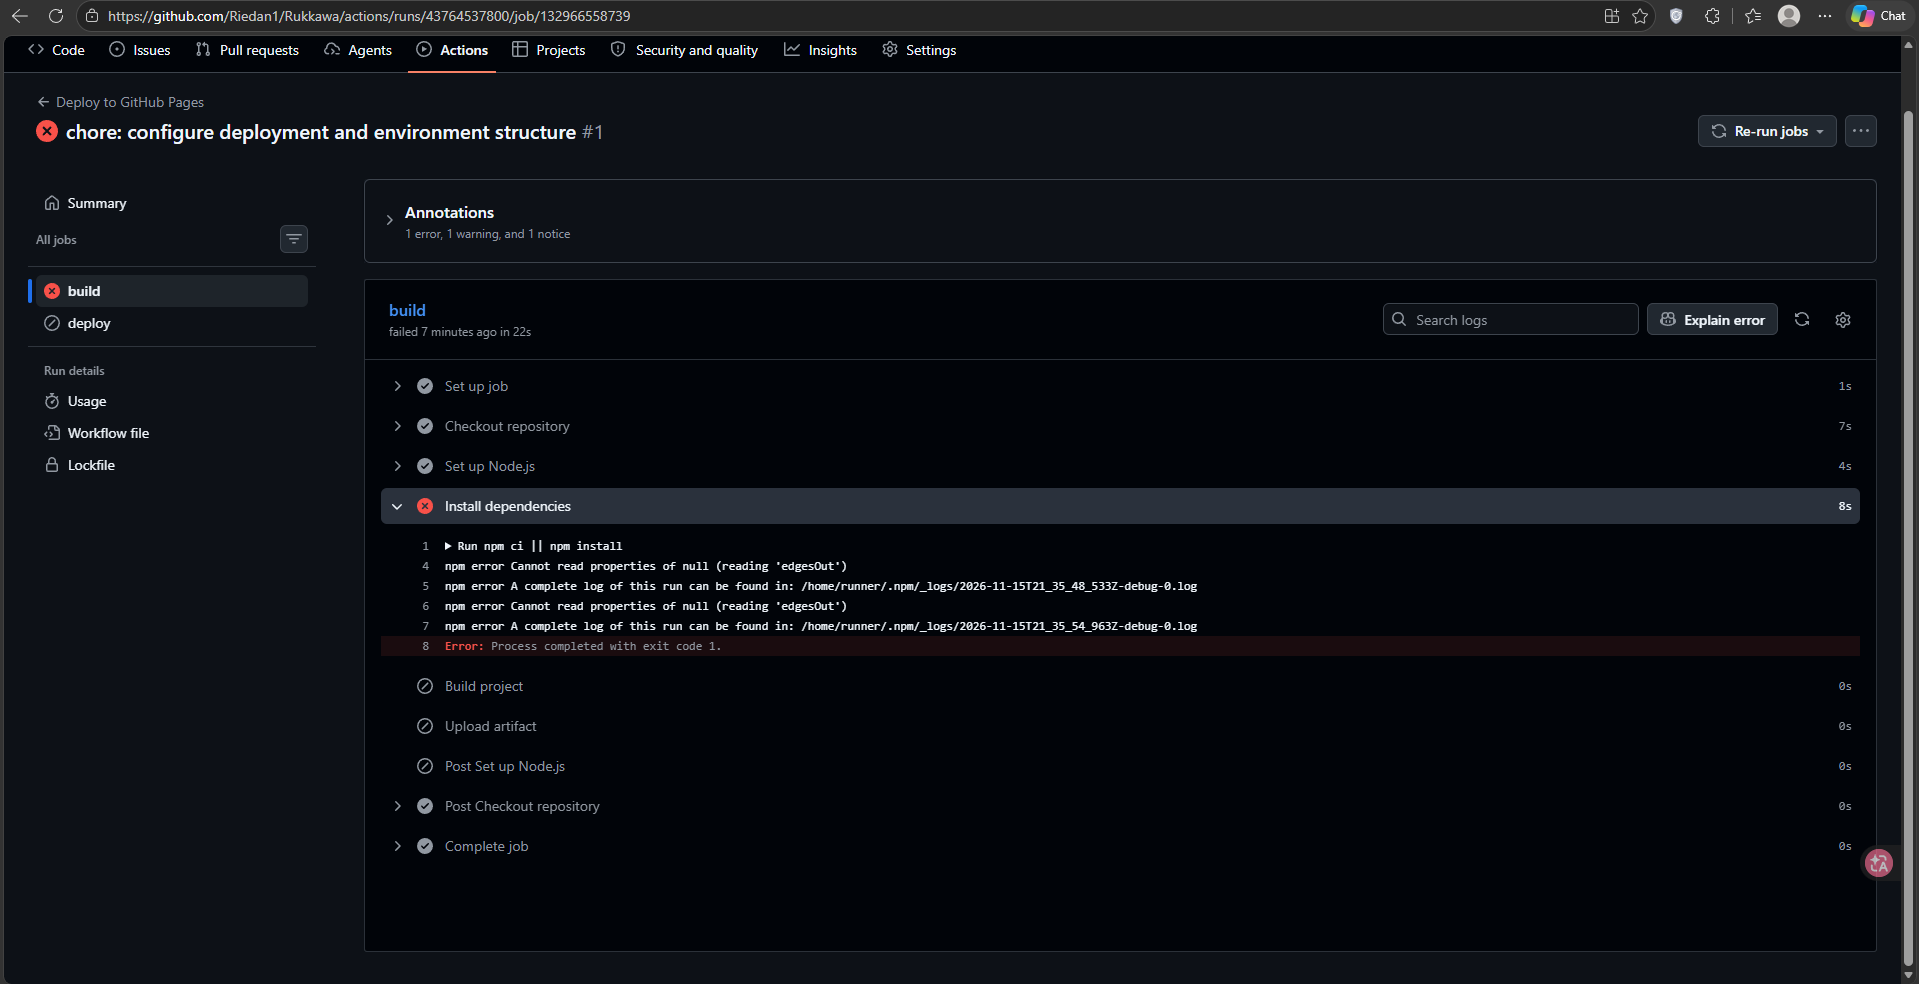 https://github.com/Riedan1/Rukkawa/actions/runs/43764537800/job/132966558739
Chat
Code
Issues
Pull requests
Agents
Actions
Projects
Security and quality
Insights
Settings
Deploy to GitHub Pages
chore: configure deployment and environment structure #1
Re-run jobs
Summary
All jobs
build
deploy
Run details
Usage
Workflow file
Lockfile
Annotations
1 error, 1 warning, and 1 notice
build
failed 7 minutes ago in 22s
Search logs
Explain error
Set up job 1s
Checkout repository 7s
Set up Node.js 4s
Install dependencies 8s
1 Run npm ci || npm install
4 npm error Cannot read properties of null (reading 'edgesOut')
5 npm error A complete log of this run can be found in: /home/runner/.npm/_logs/2026-11-15T21_35_48_533Z-debug-0.log
6 npm error Cannot read properties of null (reading 'edgesOut')
7 npm error A complete log of this run can be found in: /home/runner/.npm/_logs/2026-11-15T21_35_54_963Z-debug-0.log
8 Error: Process completed with exit code 1.
Build project 0s
Upload artifact 0s
Post Set up Node.js 0s
Post Checkout repository 0s
Complete job 0s